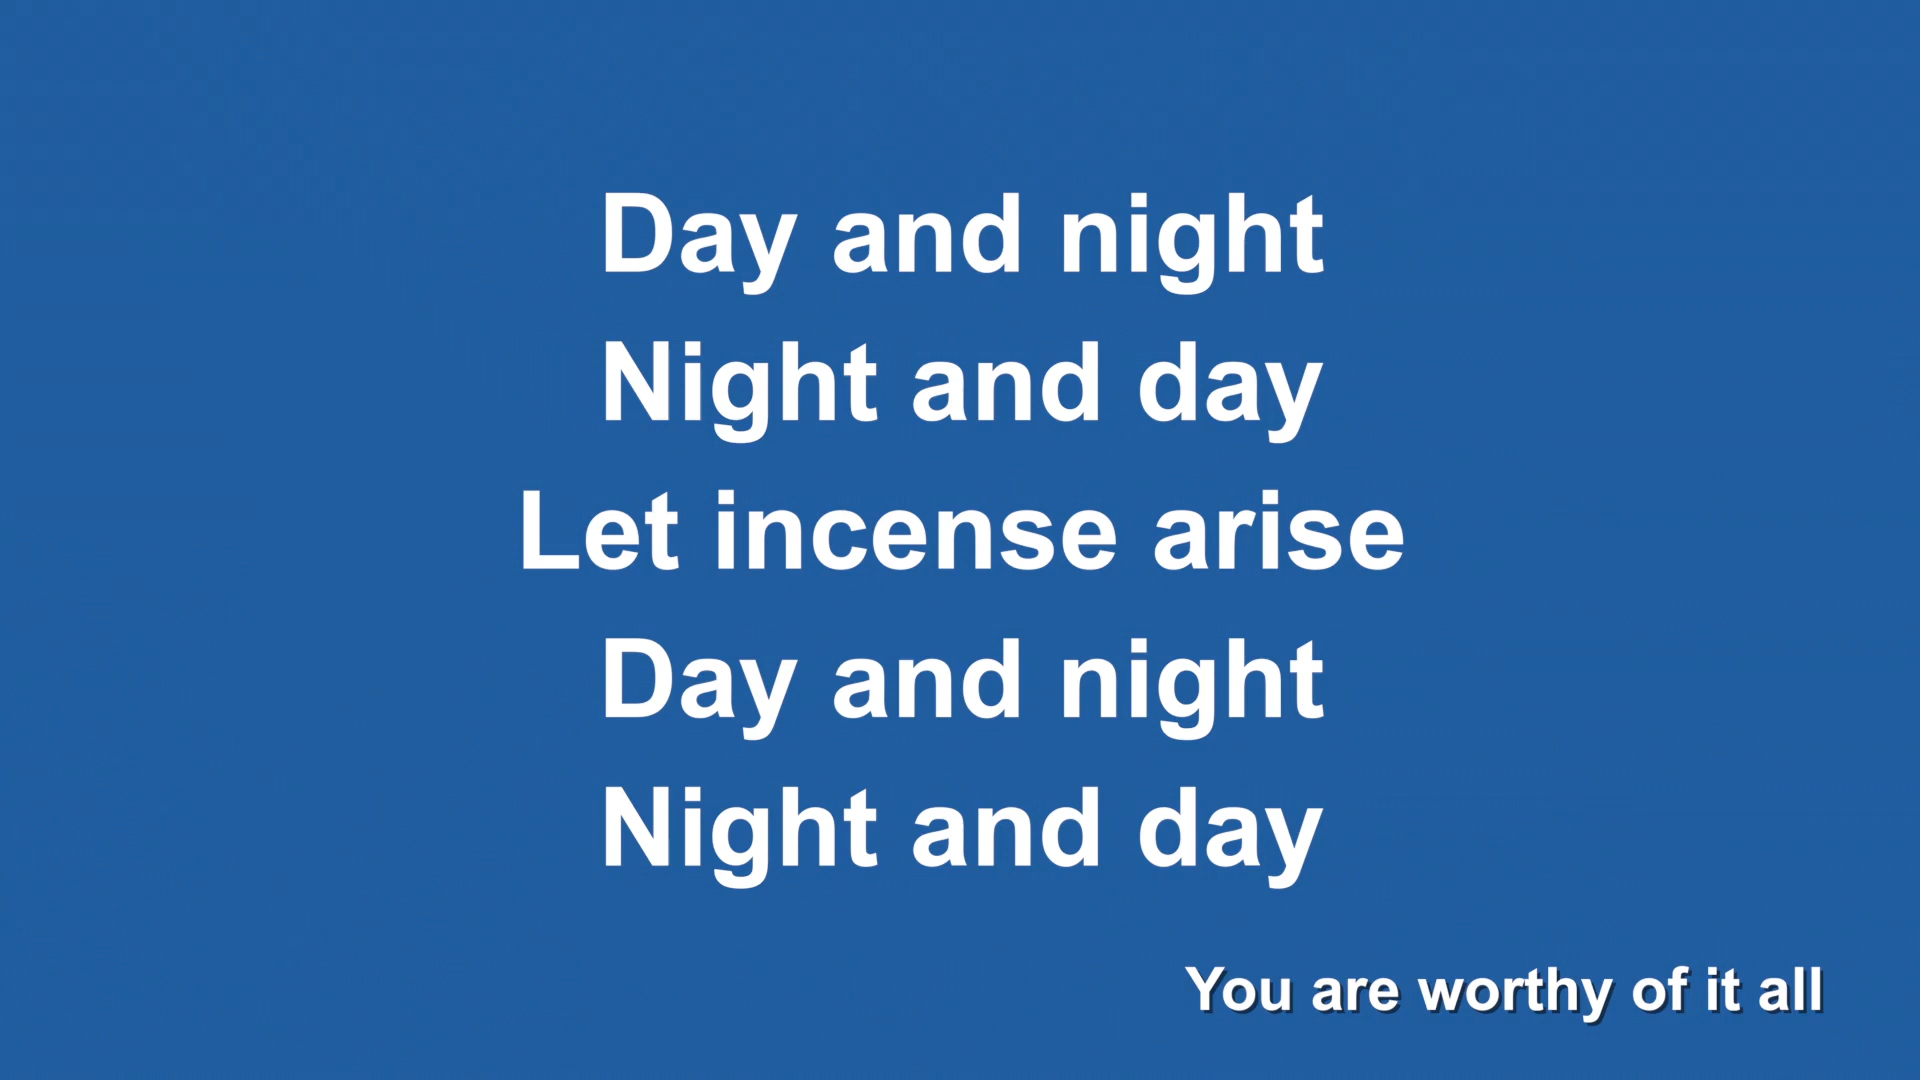 Day and night
Night and day
Let incense arise
Day and night
Night and day
You are worthy of it all